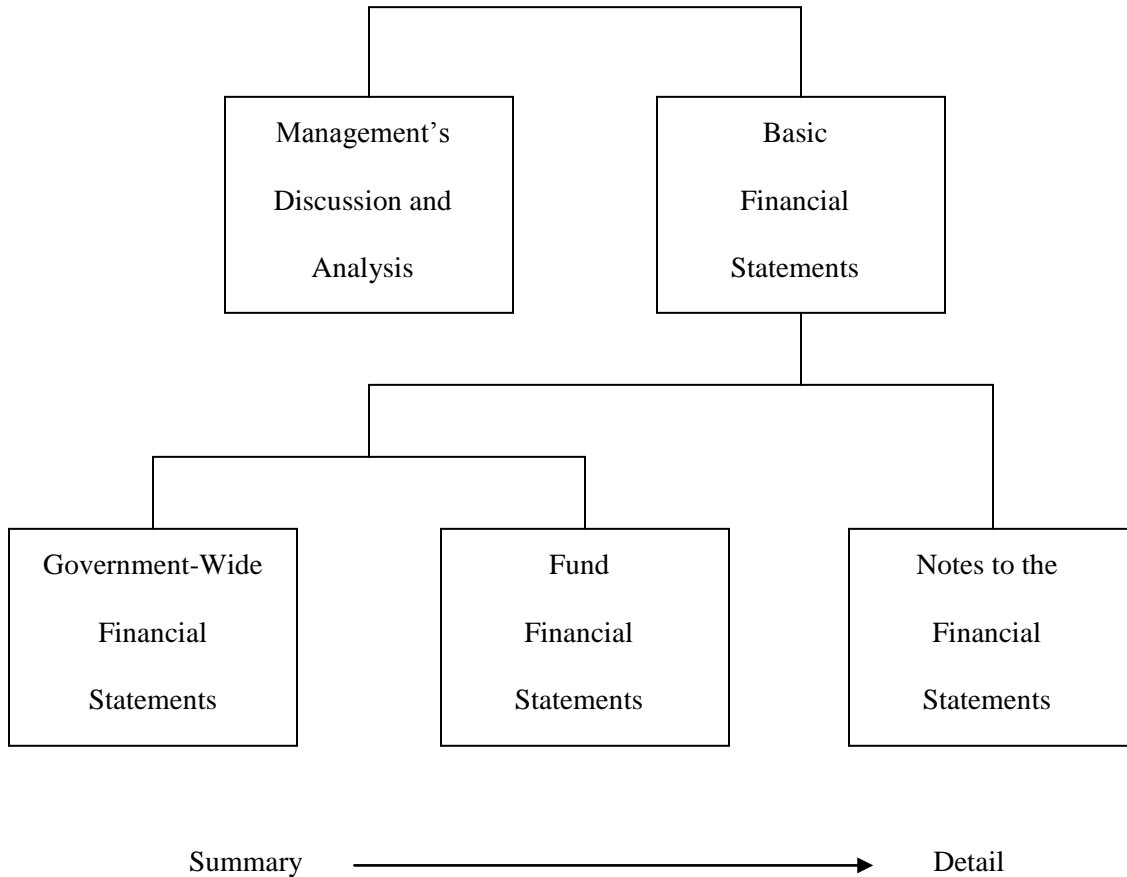 Management’s
Discussion and
Analysis
Basic
Financial
Statements
Government-Wide
Financial
Statements
Fund
Financial
Statements
Notes to the
Financial
Statements
Summary
Detail